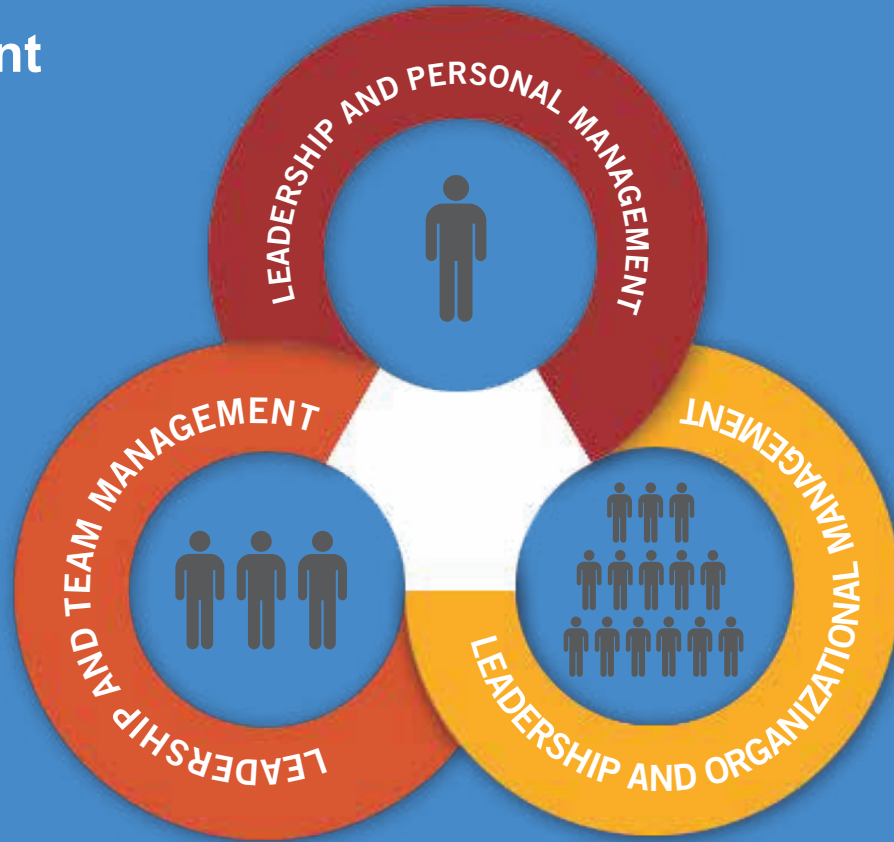 nt
LEADERSHIP AND PERSONAL MANAGEMENT
LEADERSHIP AND TEAM MANAGEMENT
LEADERSHIP AND ORGANIZATIONAL MANAGEMENT